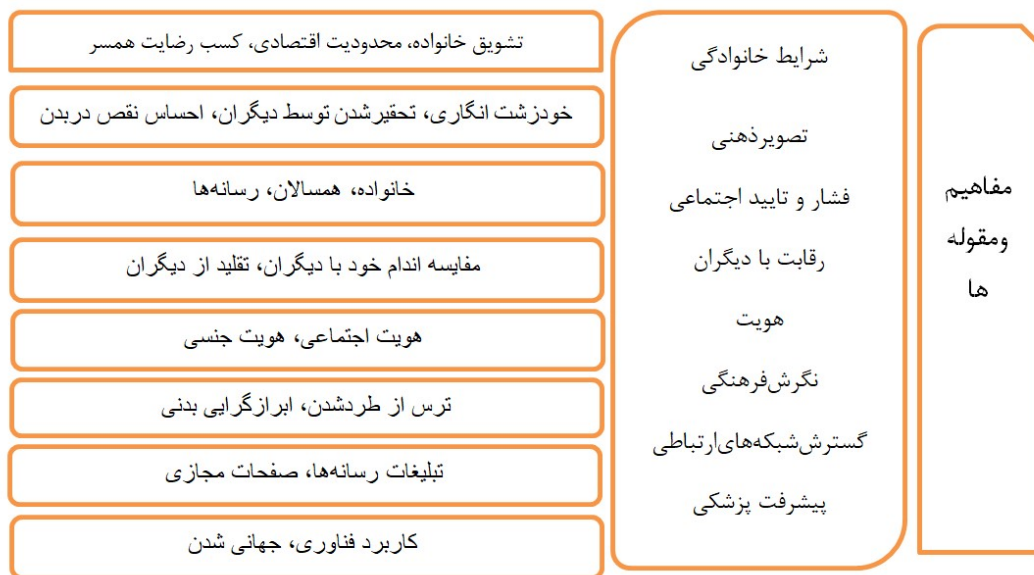 مفاهیم
ومقوله
ها
شرایط خانوادگی
تصویرذهنی
فشار و تایید اجتماعی
رقابت با دیگران
هویت
نگرش‌فرهنگی
گسترش‌شبکه‌های‌ارتباطی
پیشرفت پزشکی
تشویق خانواده، محدودیت اقتصادی، کسب رضایت همسر
خودزشت انگاری، تحقیرشدن توسط دیگران، احساس نقص دربدن
خانواده، همسالان، رسانه‌ها
مفایسه اندام خود با دیگران، تقلید از دیگران
هویت اجتماعی، هویت جنسی
ترس از طردشدن، ابرازگرایی بدنی
تبلیغات رسانه‌ها، صفحات مجازی
کاربرد فناوری، جهانی شدن